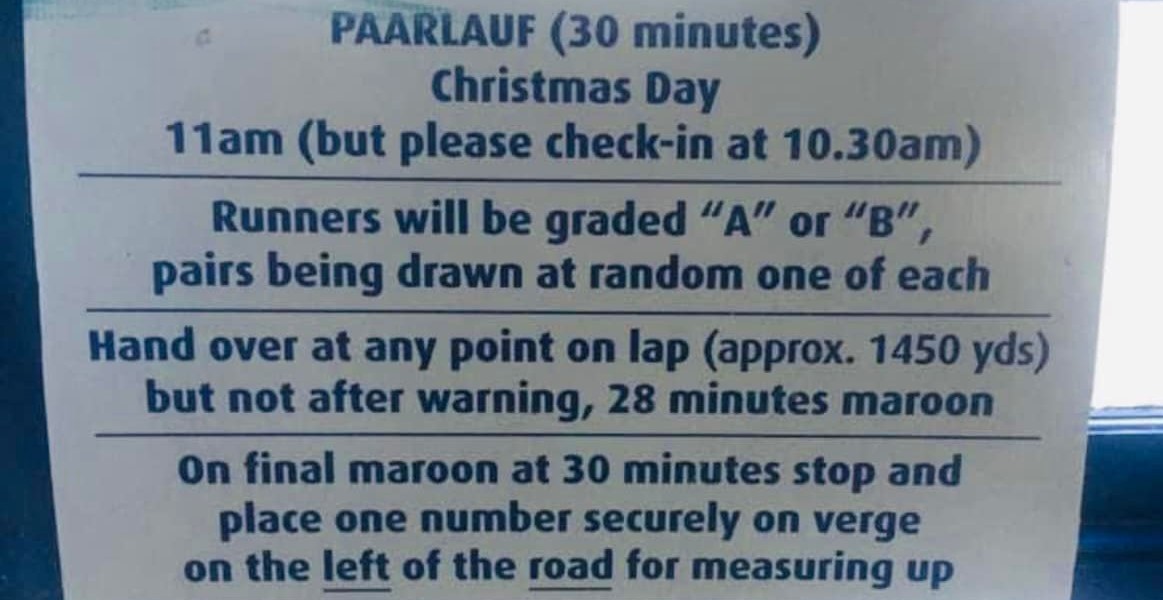 PAARLAUF (30 minutes)
Christmas Day
11am (but please check-in at 10.30am)
Runners will be graded “A” or “B”,
pairs being drawn at random one of each
Hand over at any point on lap (approx. 1450 yds)
but not after warning, 28 minutes maroon
On final maroon at 30 minutes stop and
place one number securely on verge
on the left of the road for measuring up